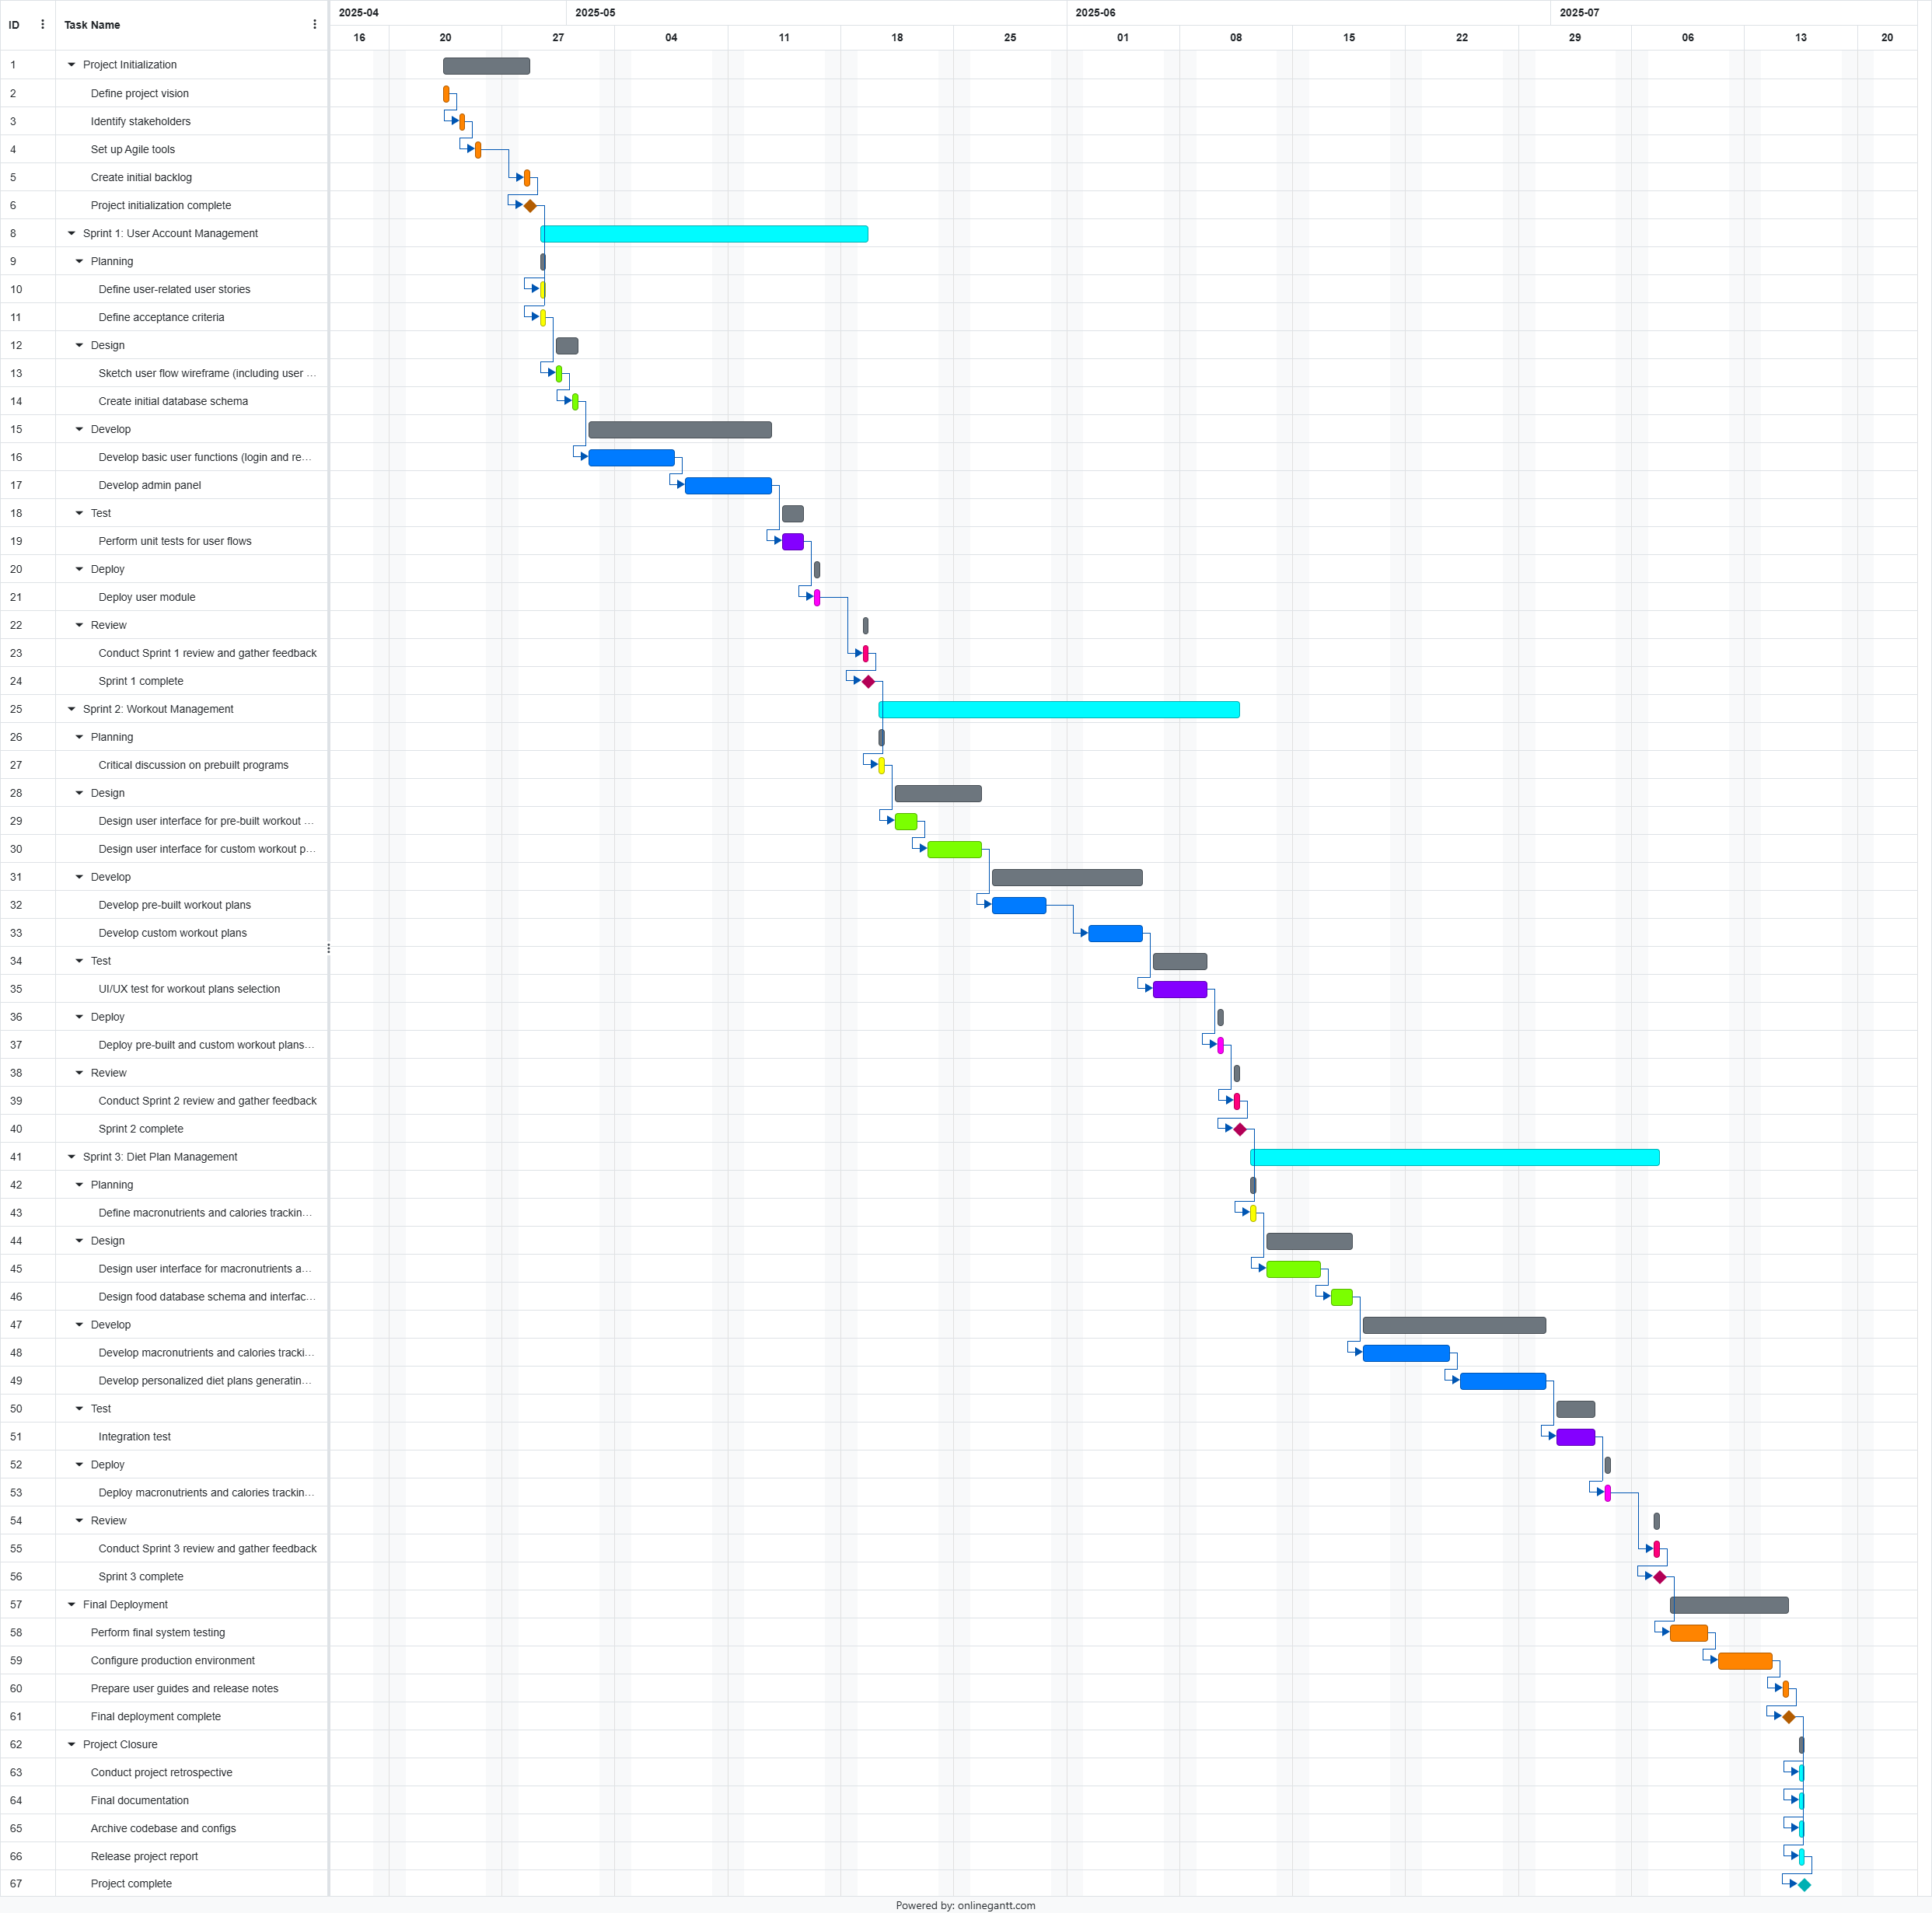 2025-04 2025-05 2025-06 2025-07
ID Task Name
16 20 27 04 11 18 25 01 08 15 22 29 06 13 20
1 Project Initialization
2 Define project vision
3 Identify stakeholders
4 Set up Agile tools
5 Create initial backlog
6 Project initialization complete
8 Sprint 1: User Account Management
9 Planning
10 Define user-related user stories
11 Define acceptance criteria
12 Design
13 Sketch user flow wireframe (including user ...
14 Create initial database schema
15 Develop
16 Develop basic user functions (login and re...
17 Develop admin panel
18 Test
19 Perform unit tests for user flows
20 Deploy
21 Deploy user module
22 Review
23 Conduct Sprint 1 review and gather feedback
24 Sprint 1 complete
25 Sprint 2: Workout Management
26 Planning
27 Critical discussion on prebuilt programs
28 Design
29 Design user interface for pre-built workout ...
30 Design user interface for custom workout p...
31 Develop
32 Develop pre-built workout plans
33 Develop custom workout plans
34 Test
35 UI/UX test for workout plans selection
36 Deploy
37 Deploy pre-built and custom workout plans...
38 Review
39 Conduct Sprint 2 review and gather feedback
40 Sprint 2 complete
41 Sprint 3: Diet Plan Management
42 Planning
43 Define macronutrients and calories trackin...
44 Design
45 Design user interface for macronutrients a...
46 Design food database schema and interfac...
47 Develop
48 Develop macronutrients and calories tracki...
49 Develop personalized diet plans generatin...
50 Test
51 Integration test
52 Deploy
53 Deploy macronutrients and calories trackin...
54 Review
55 Conduct Sprint 3 review and gather feedback
56 Sprint 3 complete
57 Final Deployment
58 Perform final system testing
59 Configure production environment
60 Prepare user guides and release notes
61 Final deployment complete
62 Project Closure
63 Conduct project retrospective
64 Final documentation
65 Archive codebase and configs
66 Release project report
67 Project complete
Powered by: onlinegantt.com